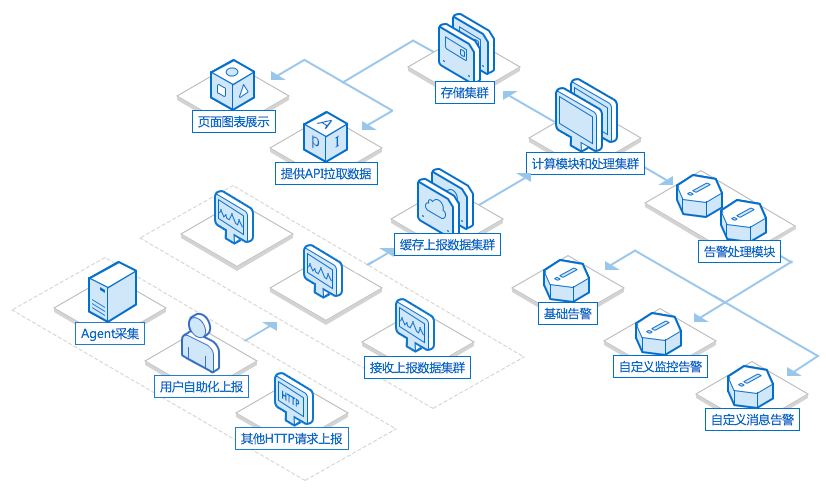 存储集群
页面图表展示
A
P I
提供API拉取数据
计算模块和处理集群
缓存上报数据集群
告警处理模块
基础告警
Agent采集
自定义监控告警
接收上报数据集群
用户自助化上报
HTTP
其他HTTP请求上报
自定义消息告警